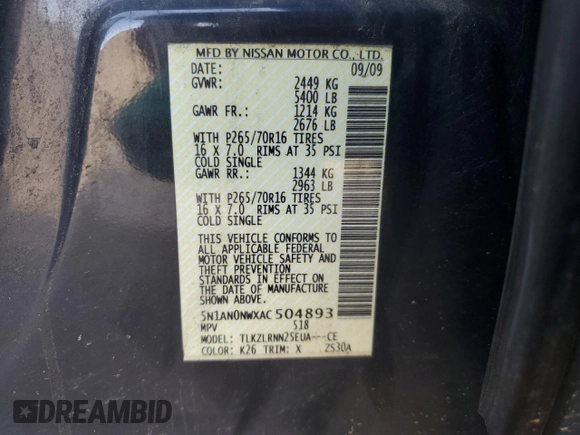 MFD BY NISSAN MOTOR CO., LTD.
DATE: 09/09
GVWR: 2449 KG
5400 LB
GAWR FR.: 1214 KG
2676 LB
WITH P265/70R16 TIRES
16 X 7.0 RIMS AT 35 PSI
COLD SINGLE
GAWR RR.: 1344 KG
2963 LB
WITH P265/70R16 TIRES
16 X 7.0 RIMS AT 35 PSI
COLD SINGLE
THIS VEHICLE CONFORMS TO
ALL APPLICABLE FEDERAL
MOTOR VEHICLE SAFETY AND
THEFT PREVENTION
STANDARDS IN EFFECT ON
THE DATE OF MANUFACTURE
SHOWN ABOVE.
5N1AN0NWXAC504893
MPV 518
MODEL: TLKZLRNN25EUA---CE
COLOR: K26 TRIM: X ZS30A
DREAMBID